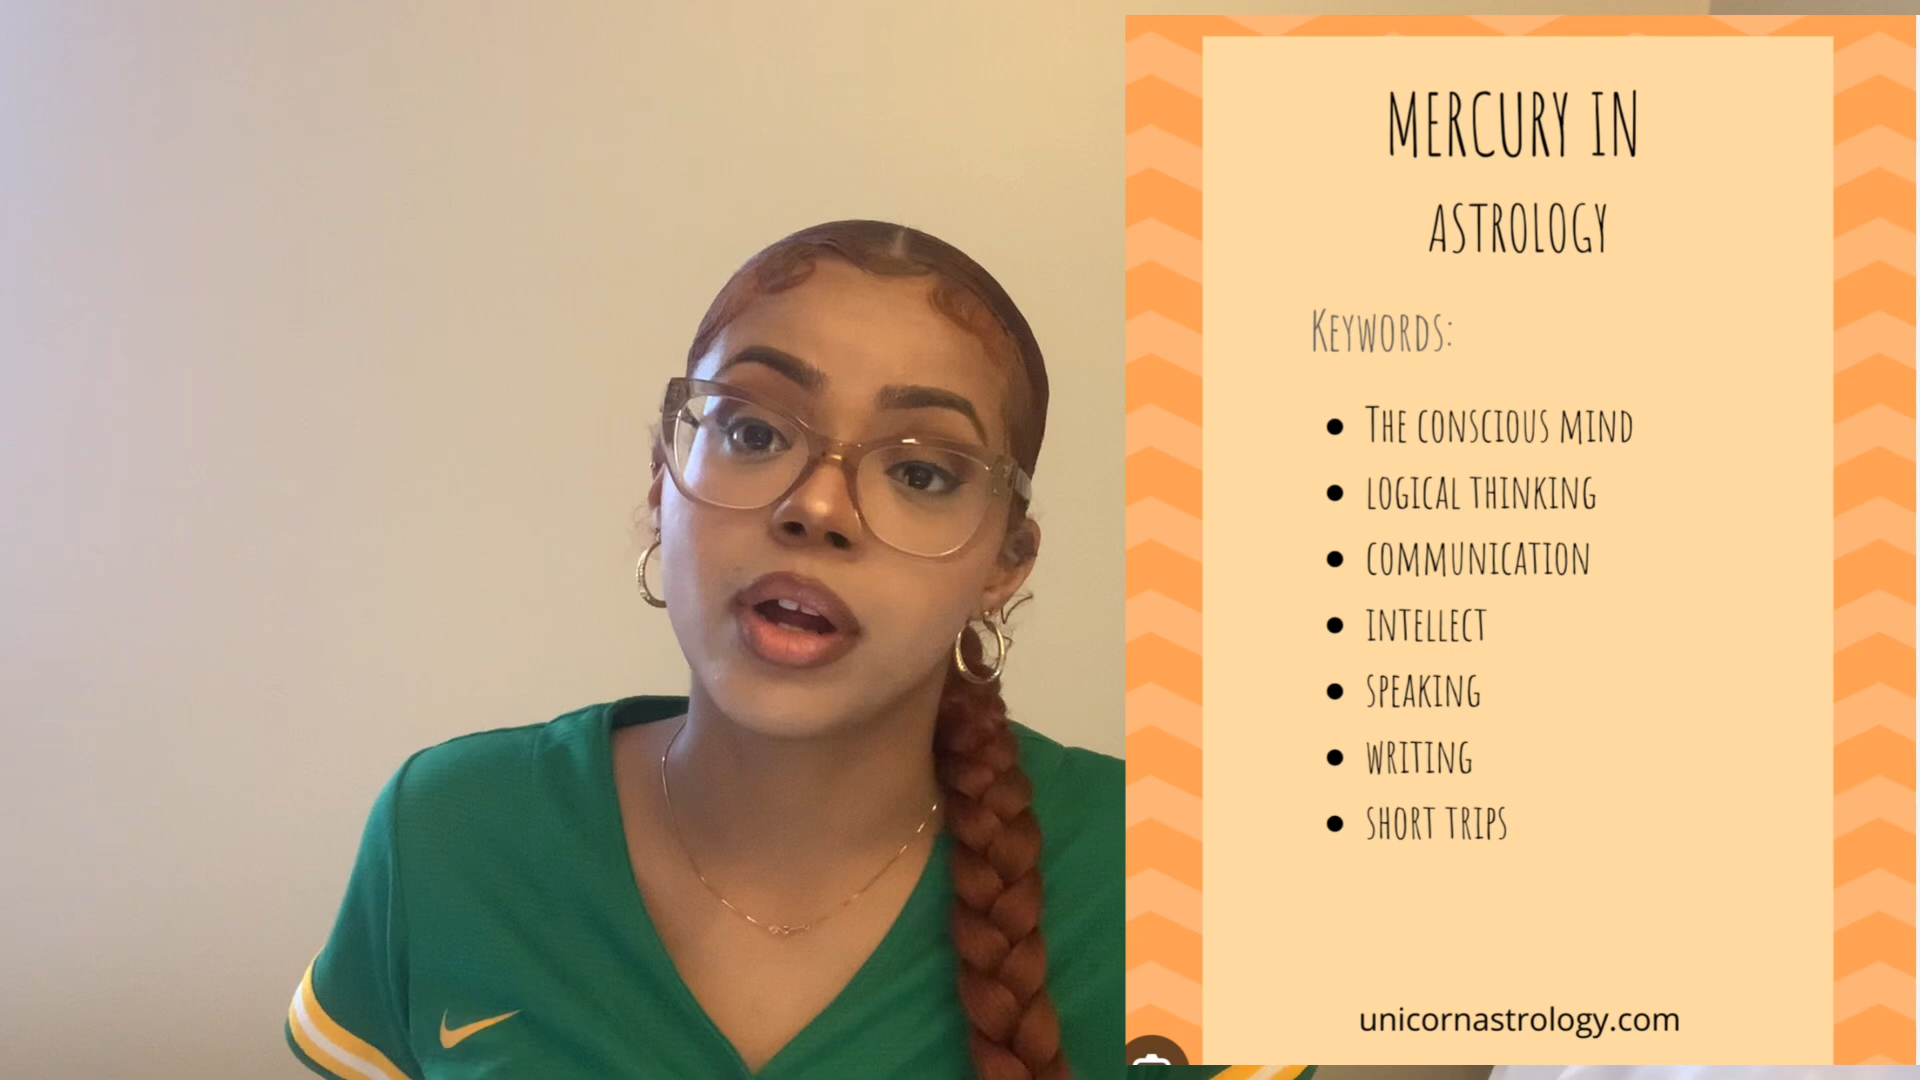 MERCURY IN
ASTROLOGY
KEYWORDS:
THE CONSCIOUS MIND
LOGICAL THINKING
COMMUNICATION
INTELLECT
SPEAKING
WRITING
SHORT TRIPS
unicornastrology.com